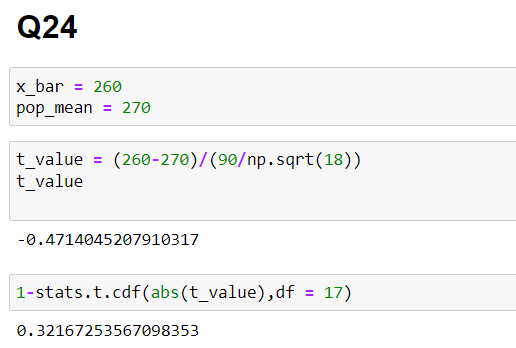 Q24
x_bar = 260
pop_mean = 270
t_value = (260-270)/(90/np.sqrt(18))
t_value
-0.4714045207910317
1-stats.t.cdf(abs(t_value),df = 17)
0.32167253567098353